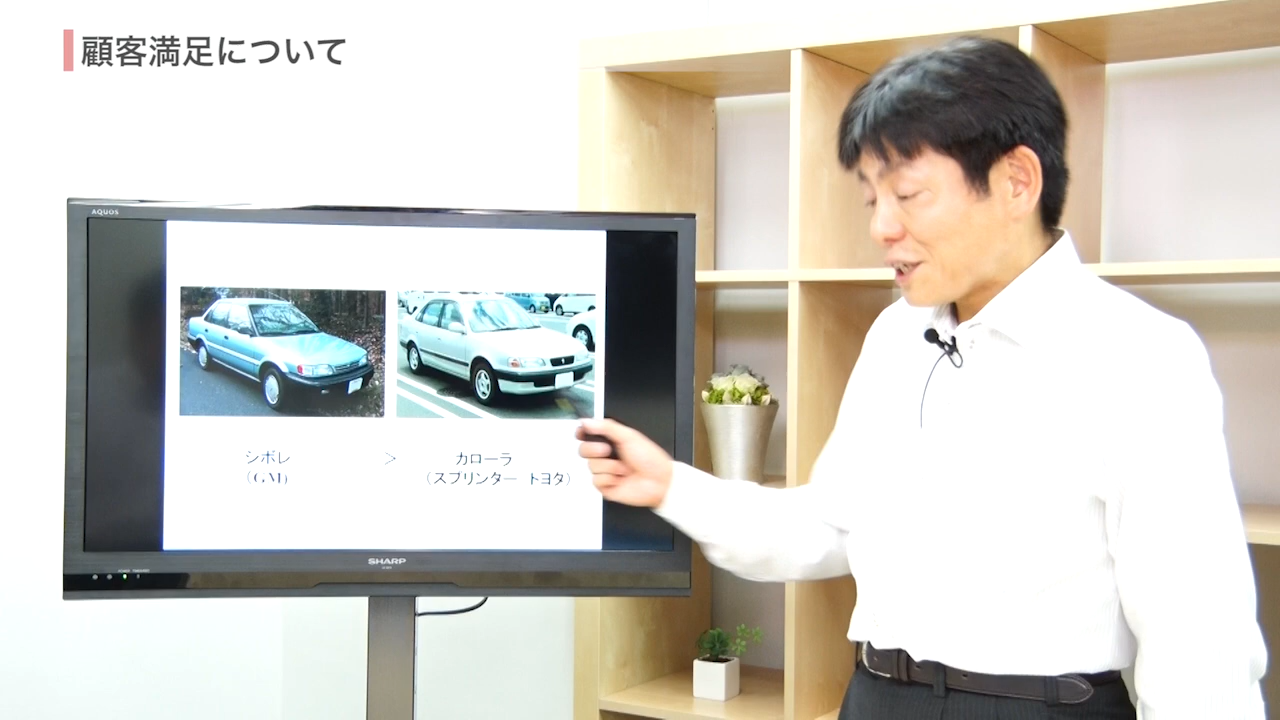 顧客満足について
AQUOS
シボレ
（GM）
>
カローラ
（スプリンター トヨタ）
SHARP